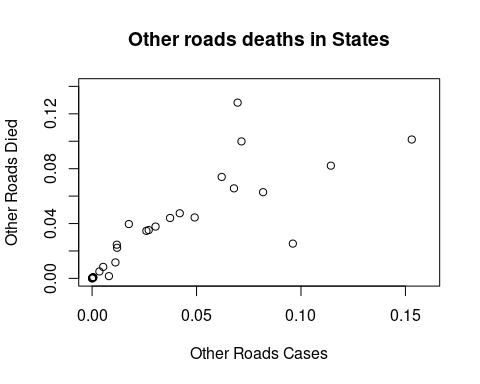 Other roads deaths in States
Other Roads Died
0.12
0.08
0.04
0.00
0.00 0.05 0.10 0.15
Other Roads Cases